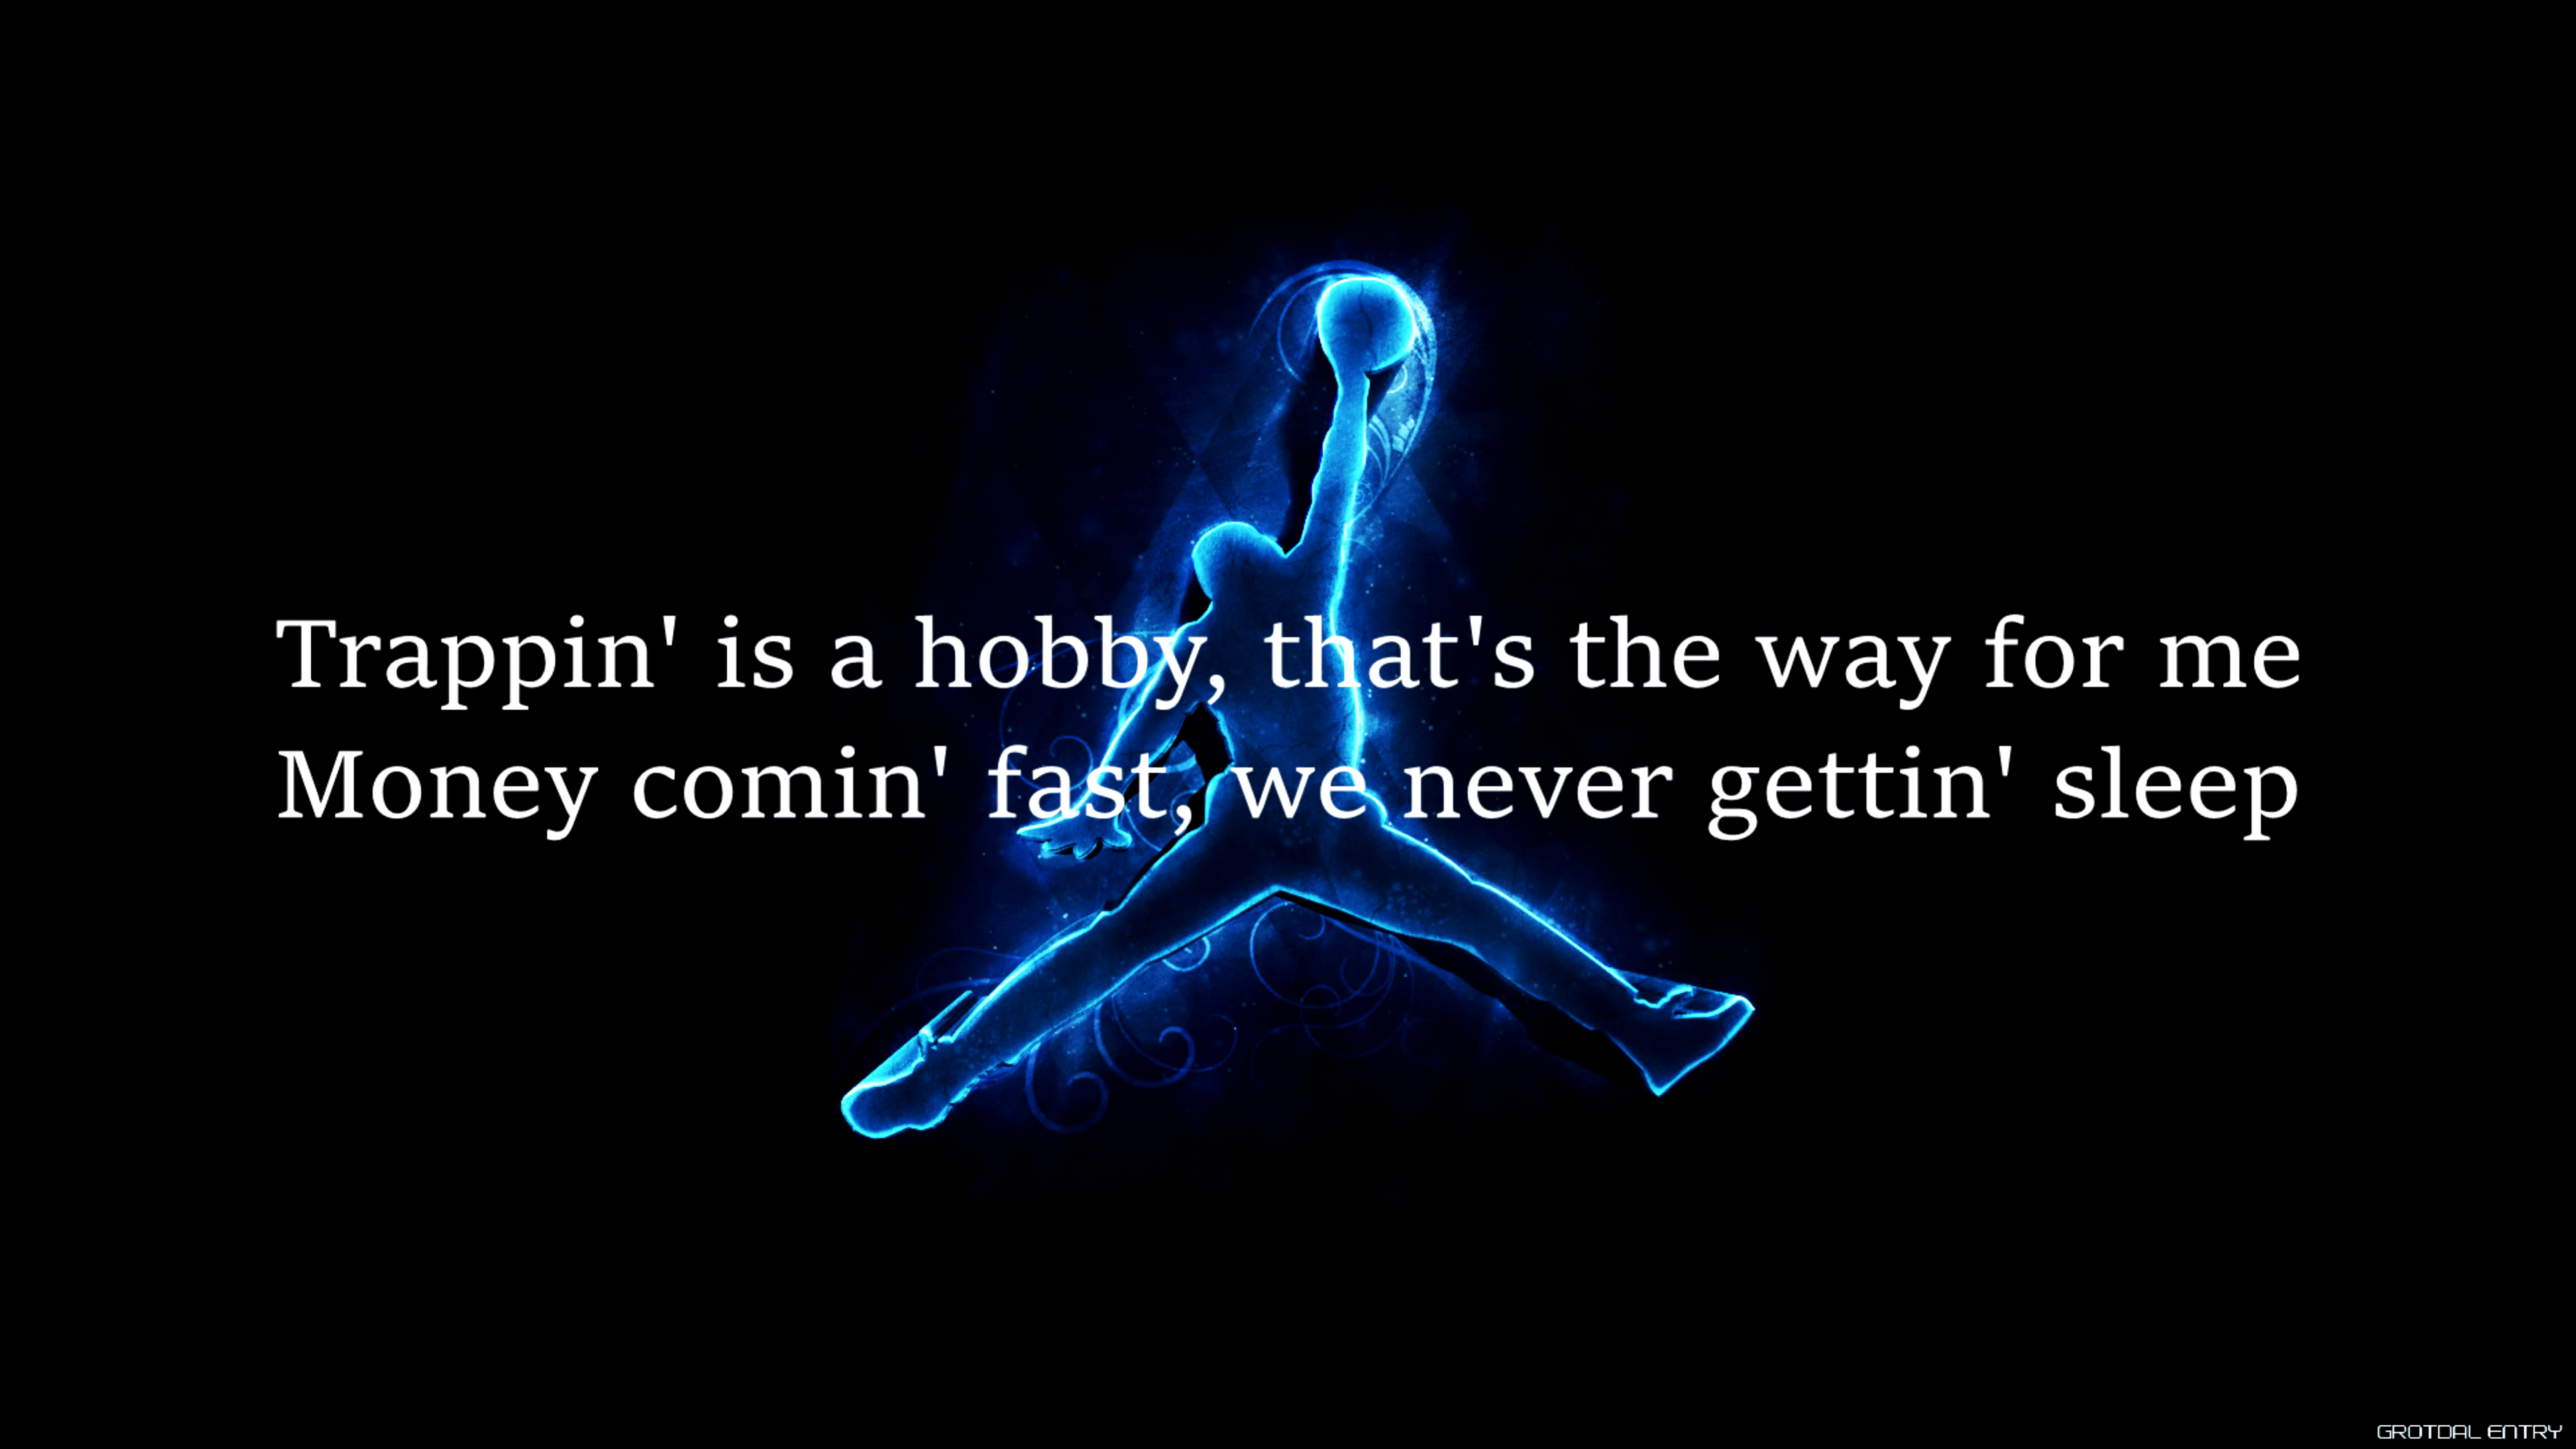 Trappin' is a hobby, that's the way for me
Money comin' fast, we never gettin' sleep
GROTDAL ENTRY